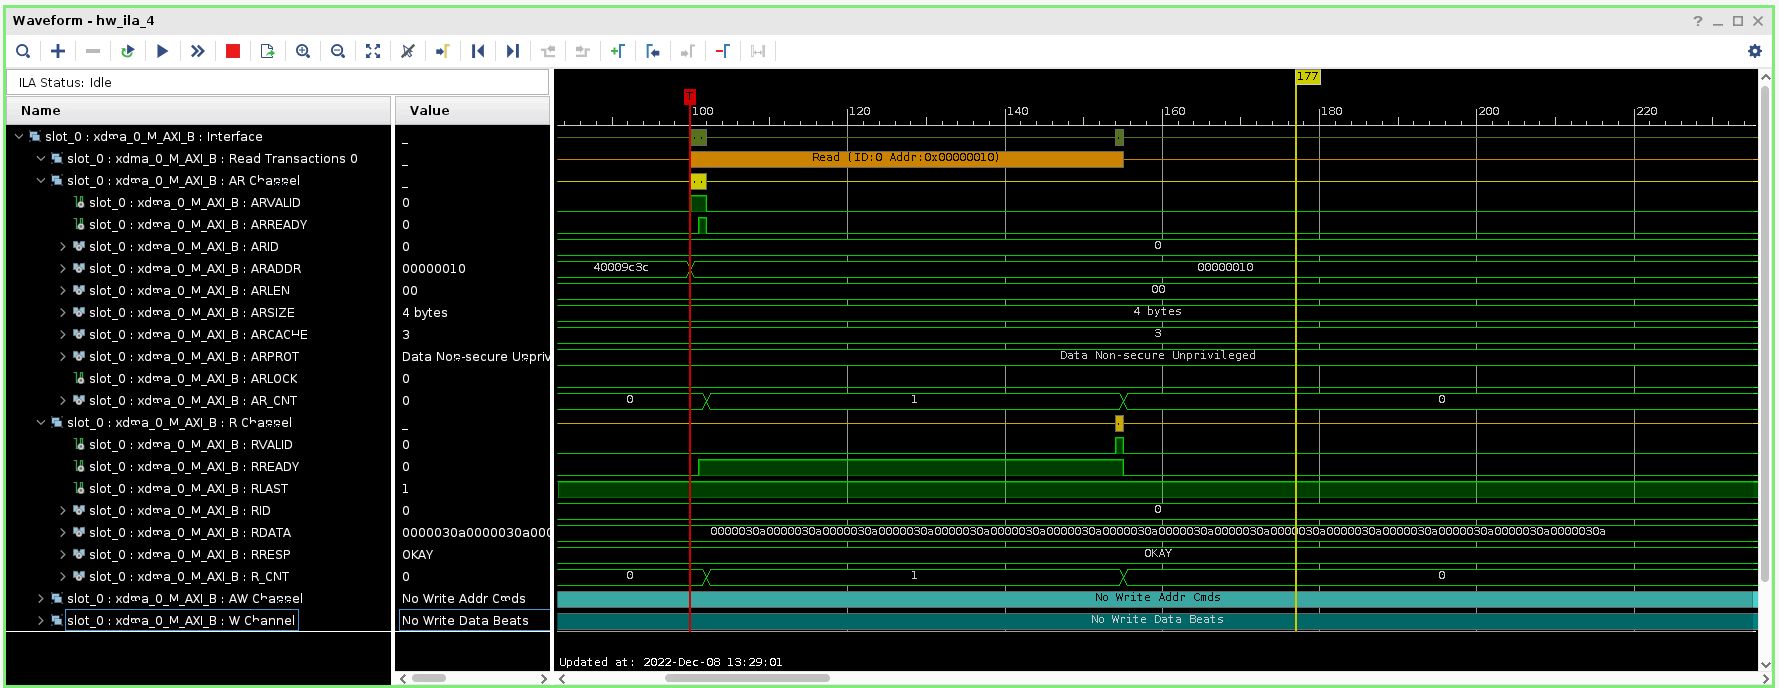 Waveform - hw_ila_4
ILA Status: Idle
Name Value
177
T
100 120 140 160 180 200 220
slot_0 : xdma_0_M_AXI_B : Interface _
slot_0 : xdma_0_M_AXI_B : Read Transactions 0 _ Read (ID:0 Addr:0x00000010)
slot_0 : xdma_0_M_AXI_B : AR Channel _
slot_0 : xdma_0_M_AXI_B : ARVALID 0
slot_0 : xdma_0_M_AXI_B : ARREADY 0
slot_0 : xdma_0_M_AXI_B : ARID 0 0
slot_0 : xdma_0_M_AXI_B : ARADDR 00000010 40009c3c 00000010
slot_0 : xdma_0_M_AXI_B : ARLEN 00 00
slot_0 : xdma_0_M_AXI_B : ARSIZE 4 bytes 4 bytes
slot_0 : xdma_0_M_AXI_B : ARCACHE 3 3
slot_0 : xdma_0_M_AXI_B : ARPROT Data Non-secure Unpriv Data Non-secure Unprivileged
slot_0 : xdma_0_M_AXI_B : ARLOCK 0
slot_0 : xdma_0_M_AXI_B : AR_CNT 0 0 1 0
slot_0 : xdma_0_M_AXI_B : R Channel _
slot_0 : xdma_0_M_AXI_B : RVALID 0
slot_0 : xdma_0_M_AXI_B : RREADY 0
slot_0 : xdma_0_M_AXI_B : RLAST 1
slot_0 : xdma_0_M_AXI_B : RID 0 0
slot_0 : xdma_0_M_AXI_B : RDATA 0000030a0000030a000 0000030a0000030a0000030a0000030a0000030a0000030a0000030a0000030a0000030a0000030a0000030a0000030a0000030a0000030a0000030a0000030a
slot_0 : xdma_0_M_AXI_B : RRESP OKAY OKAY
slot_0 : xdma_0_M_AXI_B : R_CNT 0 0 1 0
slot_0 : xdma_0_M_AXI_B : AW Channel No Write Addr Cmds No Write Addr Cmds
slot_0 : xdma_0_M_AXI_B : W Channel No Write Data Beats No Write Data Beats
Updated at: 2022-Dec-08 13:29:01